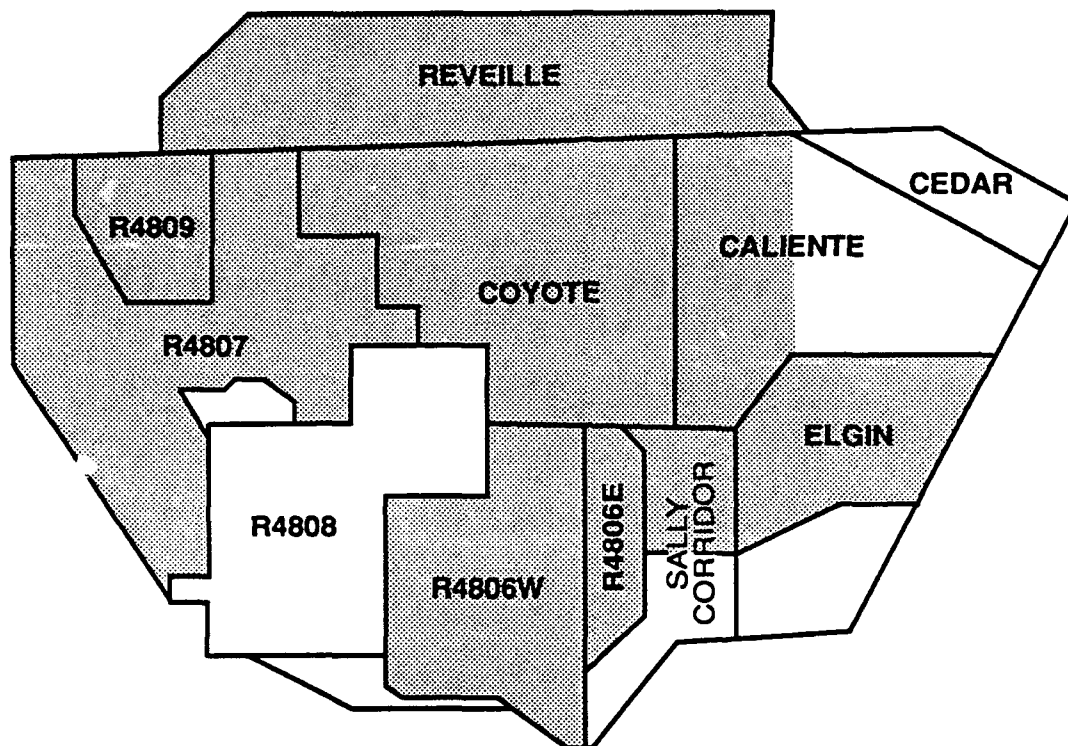 REVEILLE
CEDAR
R4809
CALIENTE
COYOTE
R4807
ELGIN
R4808
R4806E
SALLY
CORRIDOR
R4806W